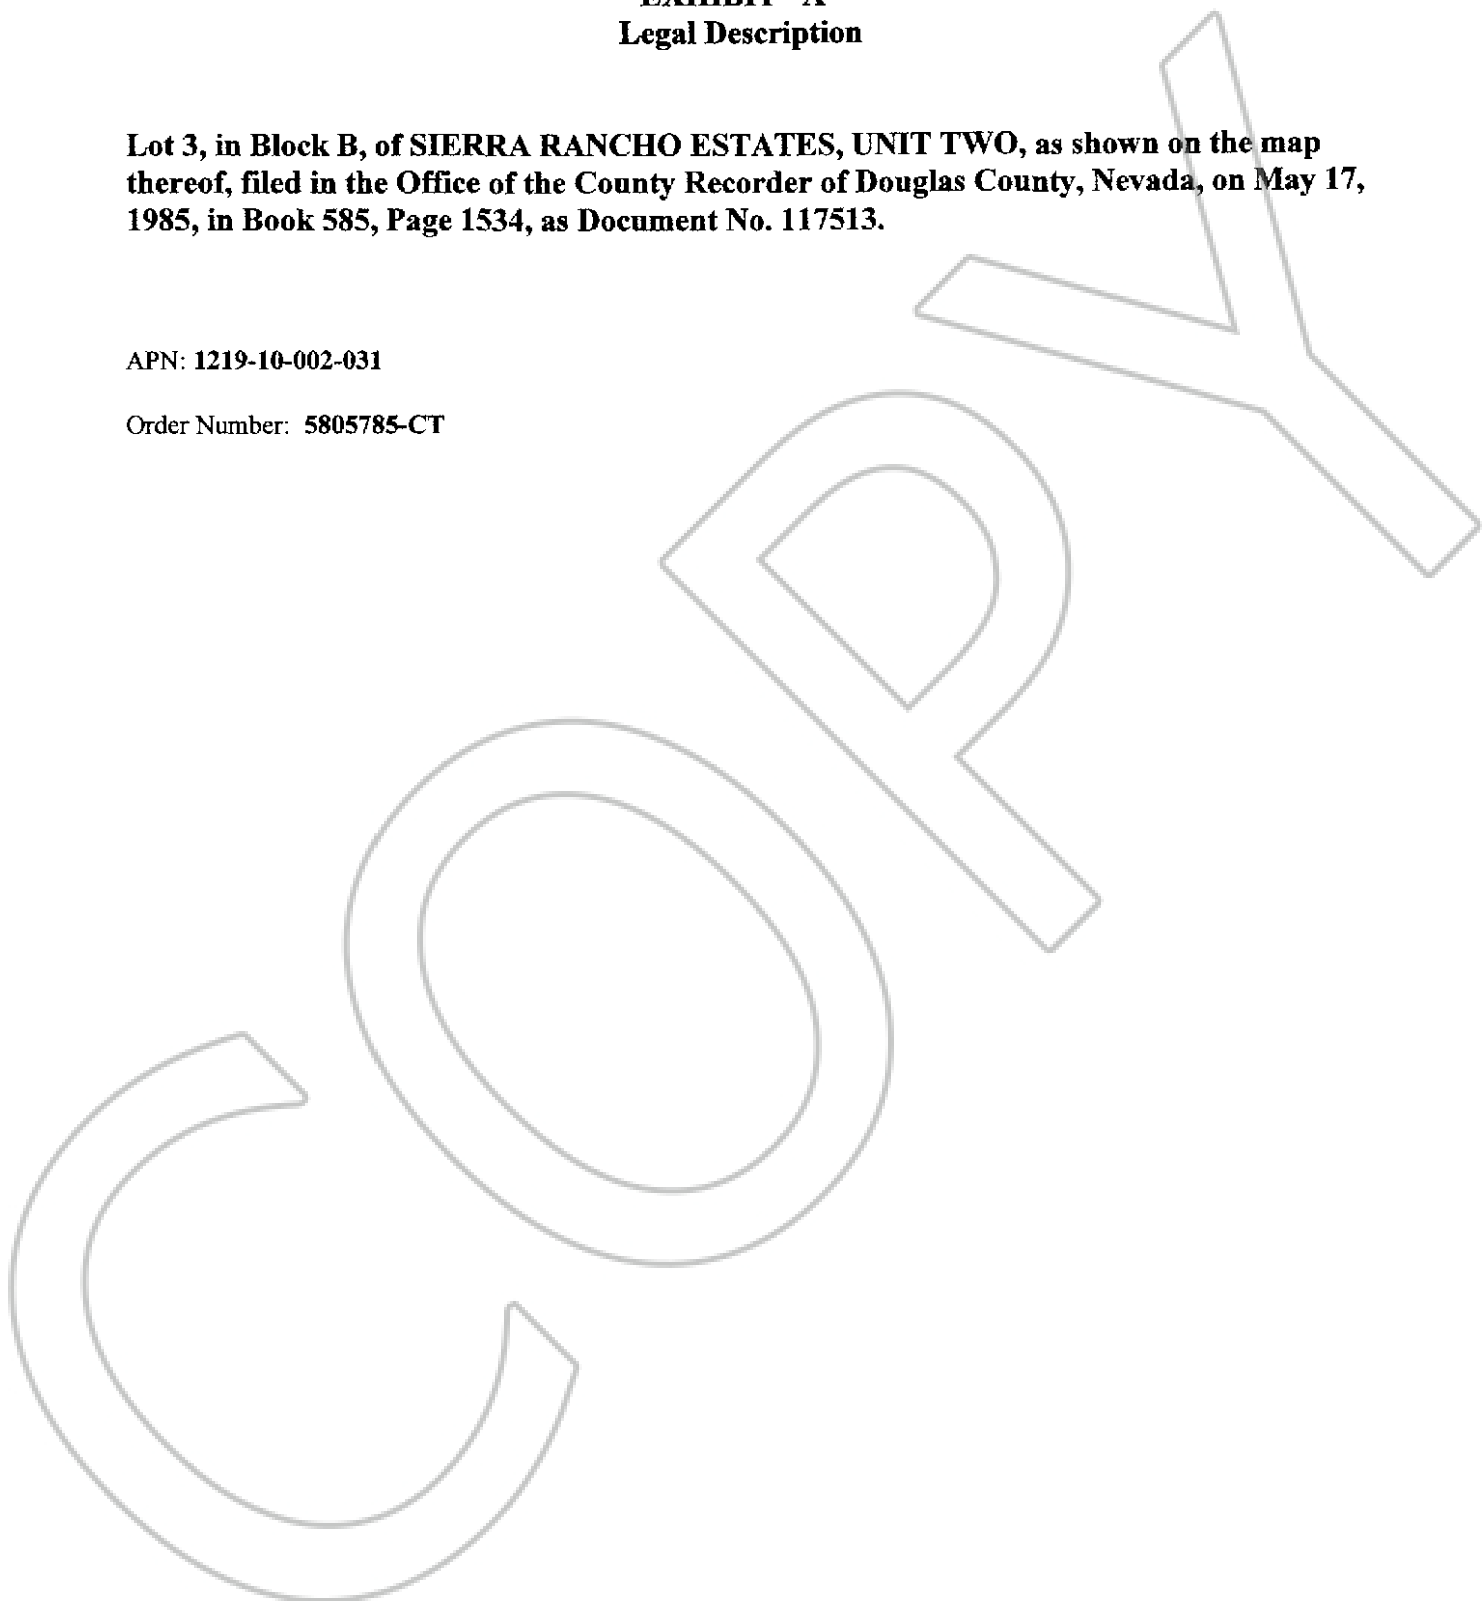 EXHIBIT "A"
Legal Description
Lot 3, in Block B, of SIERRA RANCHO ESTATES, UNIT TWO, as shown on the map
thereof, filed in the Office of the County Recorder of Douglas County, Nevada, on May 17,
1985, in Book 585, Page 1534, as Document No. 117513.
APN: 1219-10-002-031
Order Number: 5805785-CT
COPY